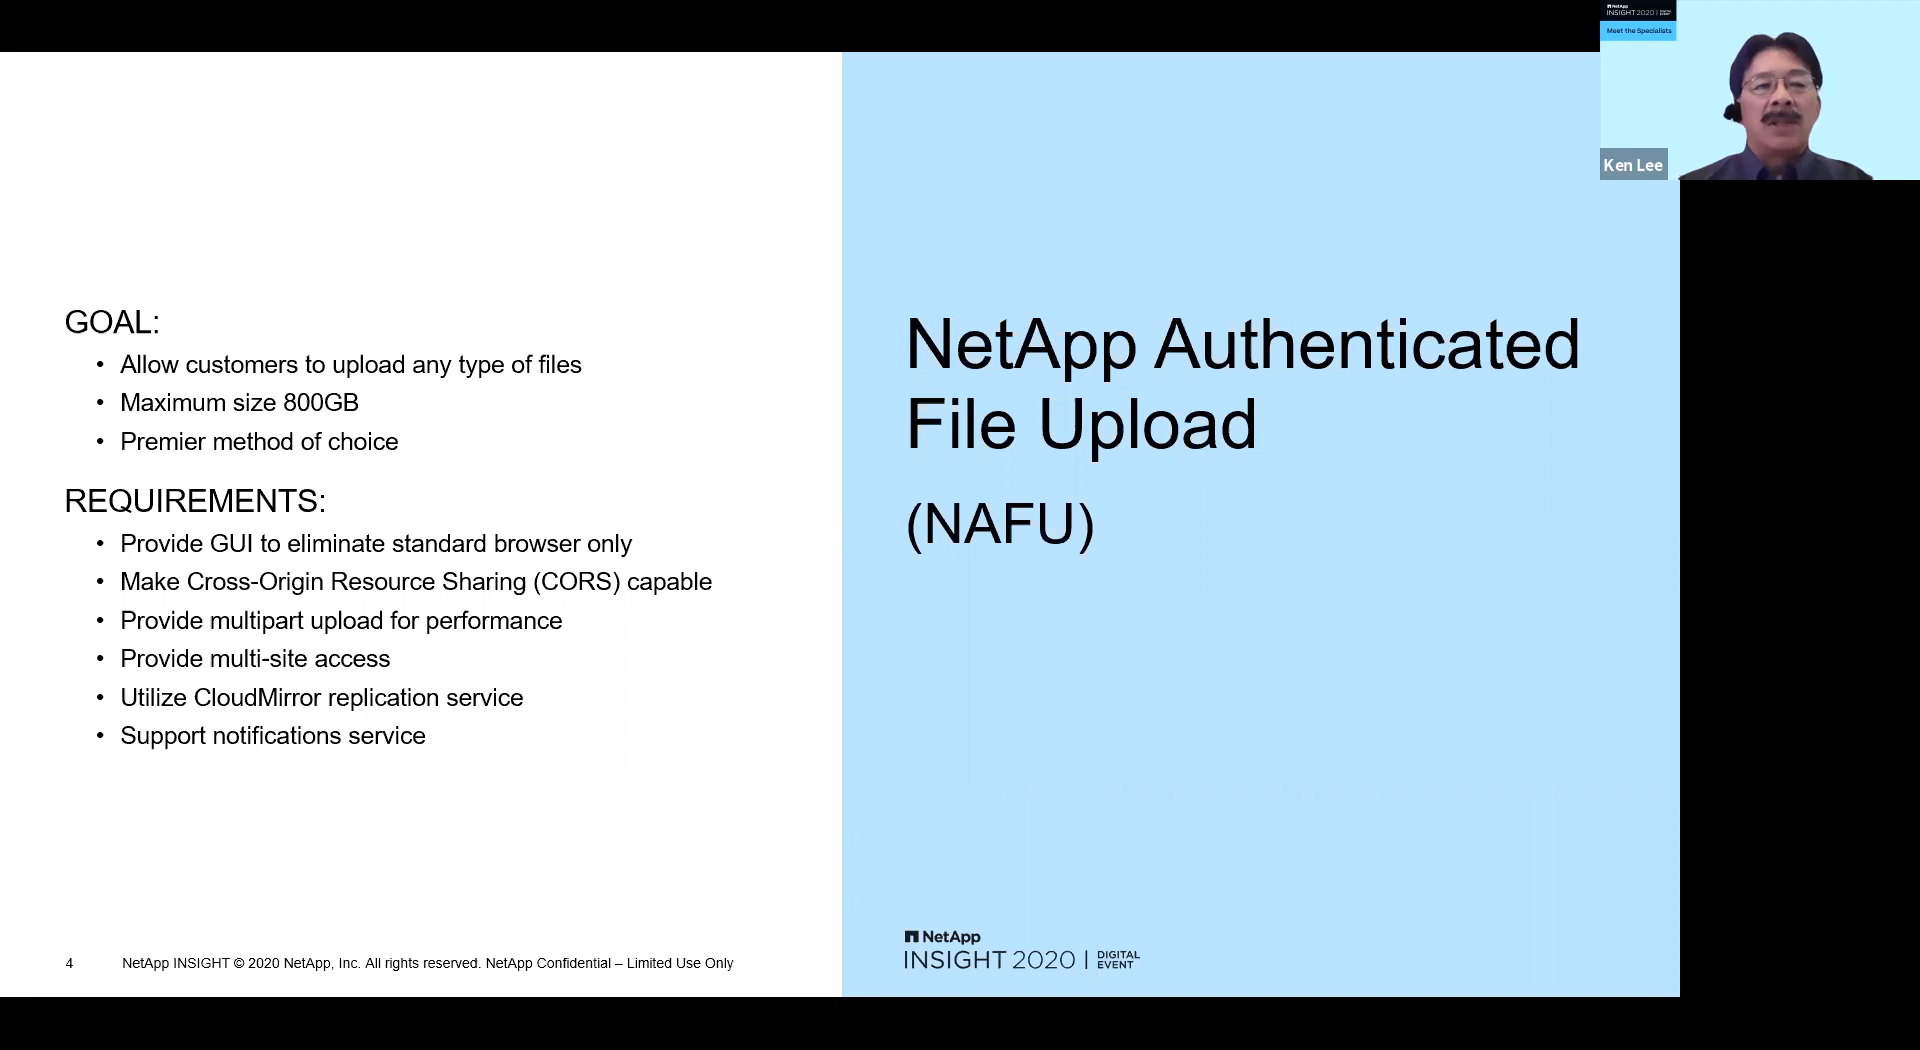 NetApp
INSIGHT 2020 | DIGITAL EVENT
Meet the Specialists
Ken Lee
GOAL:
• Allow customers to upload any type of files
• Maximum size 800GB
• Premier method of choice
REQUIREMENTS:
• Provide GUI to eliminate standard browser only
• Make Cross-Origin Resource Sharing (CORS) capable
• Provide multipart upload for performance
• Provide multi-site access
• Utilize CloudMirror replication service
• Support notifications service
4 NetApp INSIGHT © 2020 NetApp, Inc. All rights reserved. NetApp Confidential – Limited Use Only
NetApp Authenticated
File Upload
(NAFU)
NetApp
INSIGHT 2020 | DIGITAL EVENT